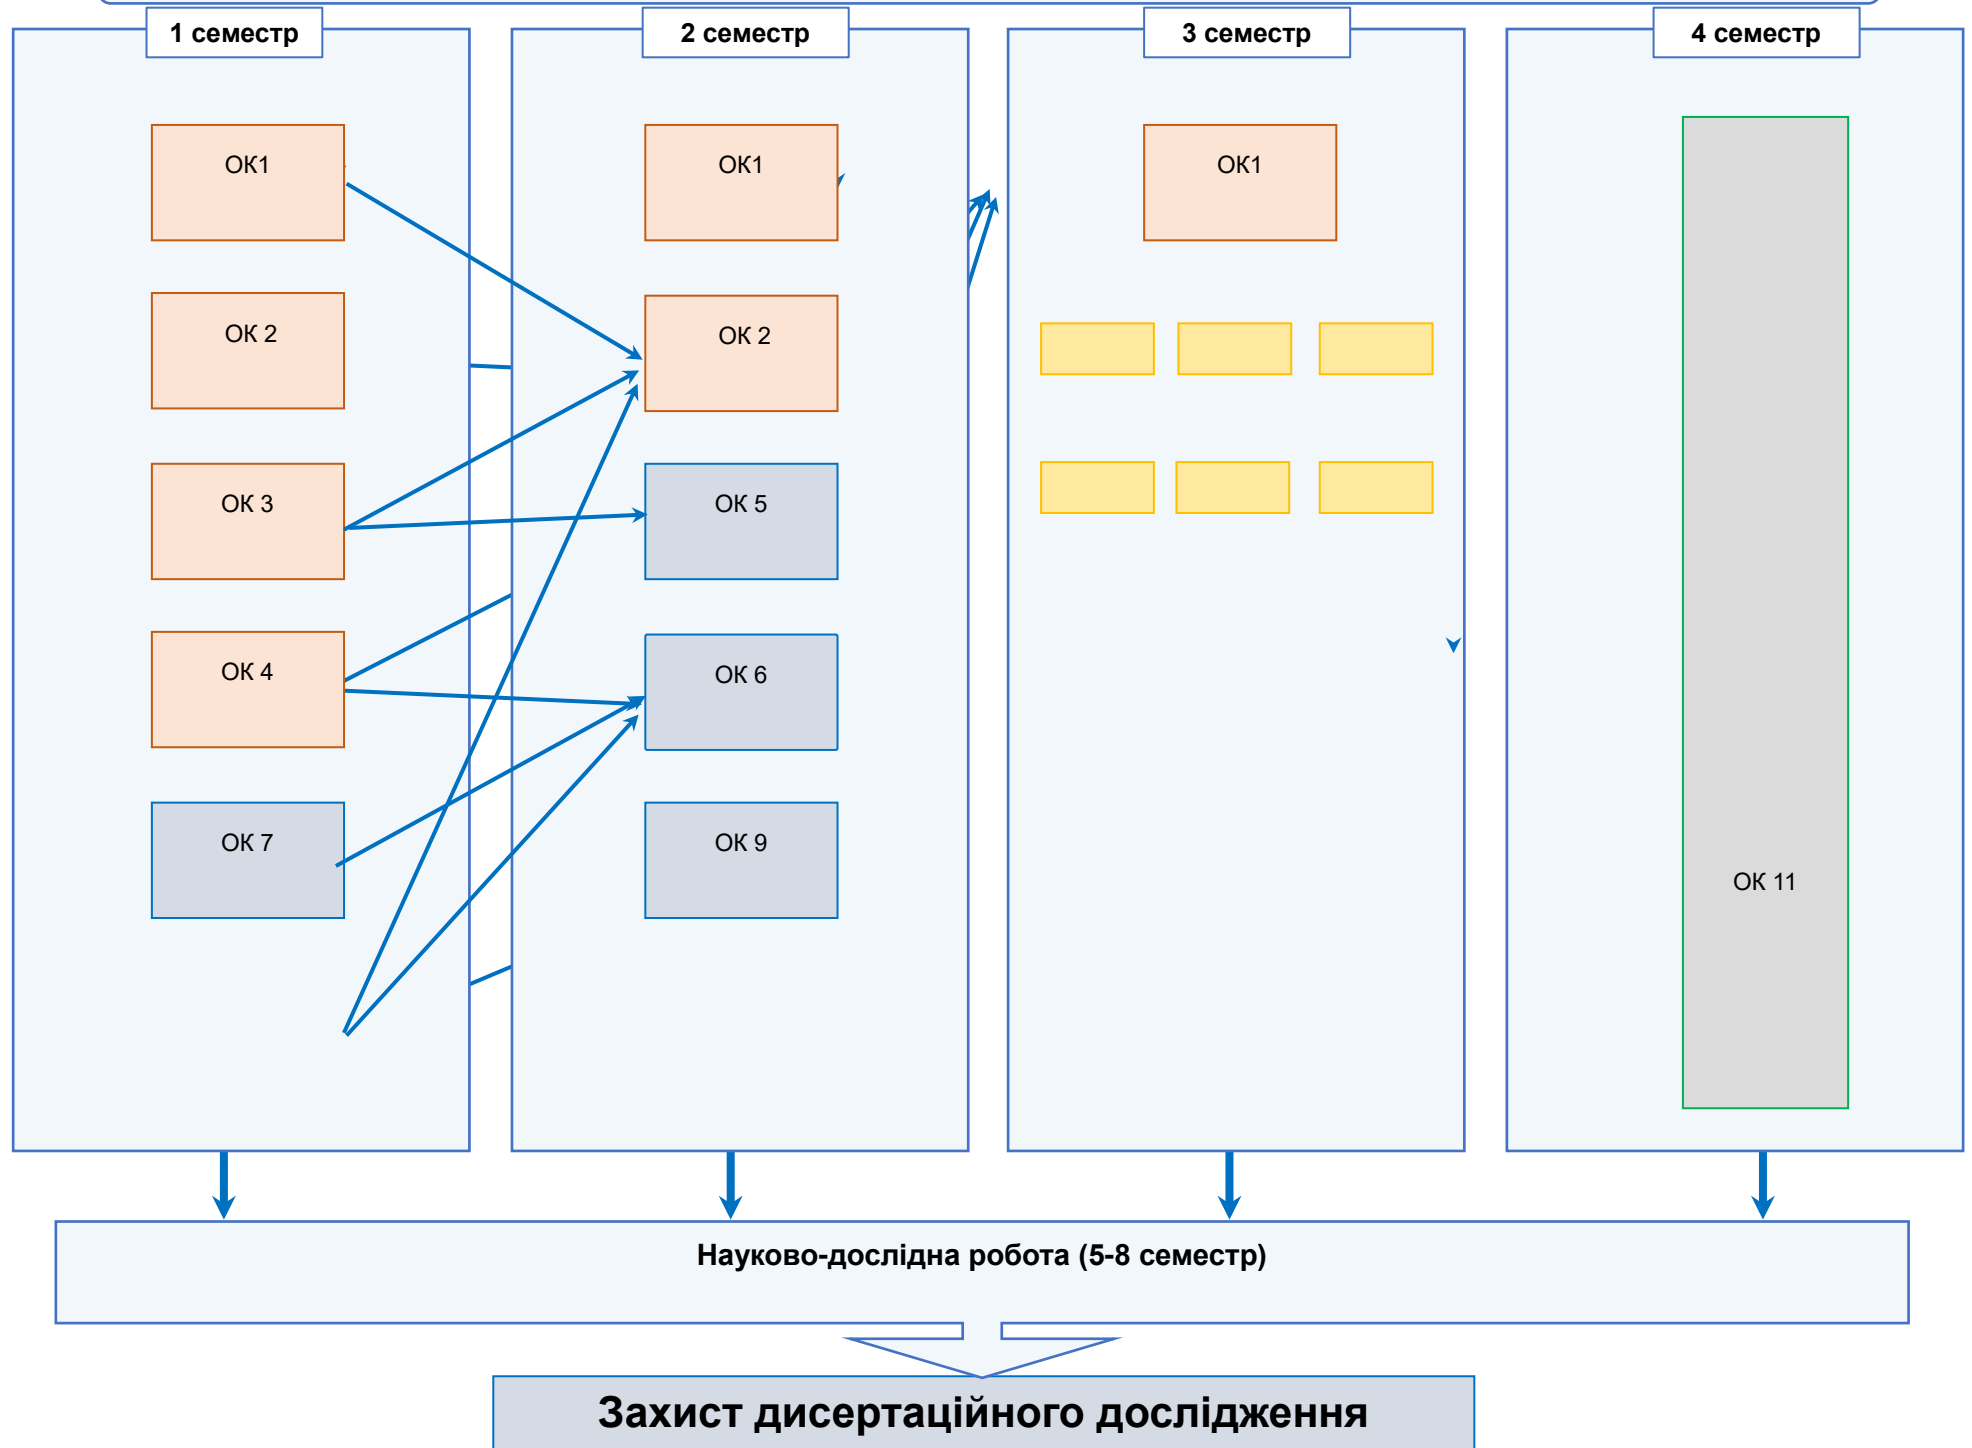 1 семестр
2 семестр
3 семестр
4 семестр
ОК1
ОК 2
ОК 3
ОК 4
ОК 7
ОК1
ОК 2
ОК 5
ОК 6
ОК 9
ОК1
ОК 11
Науково-дослідна робота (5-8 семестр)
Захист дисертаційного дослідження